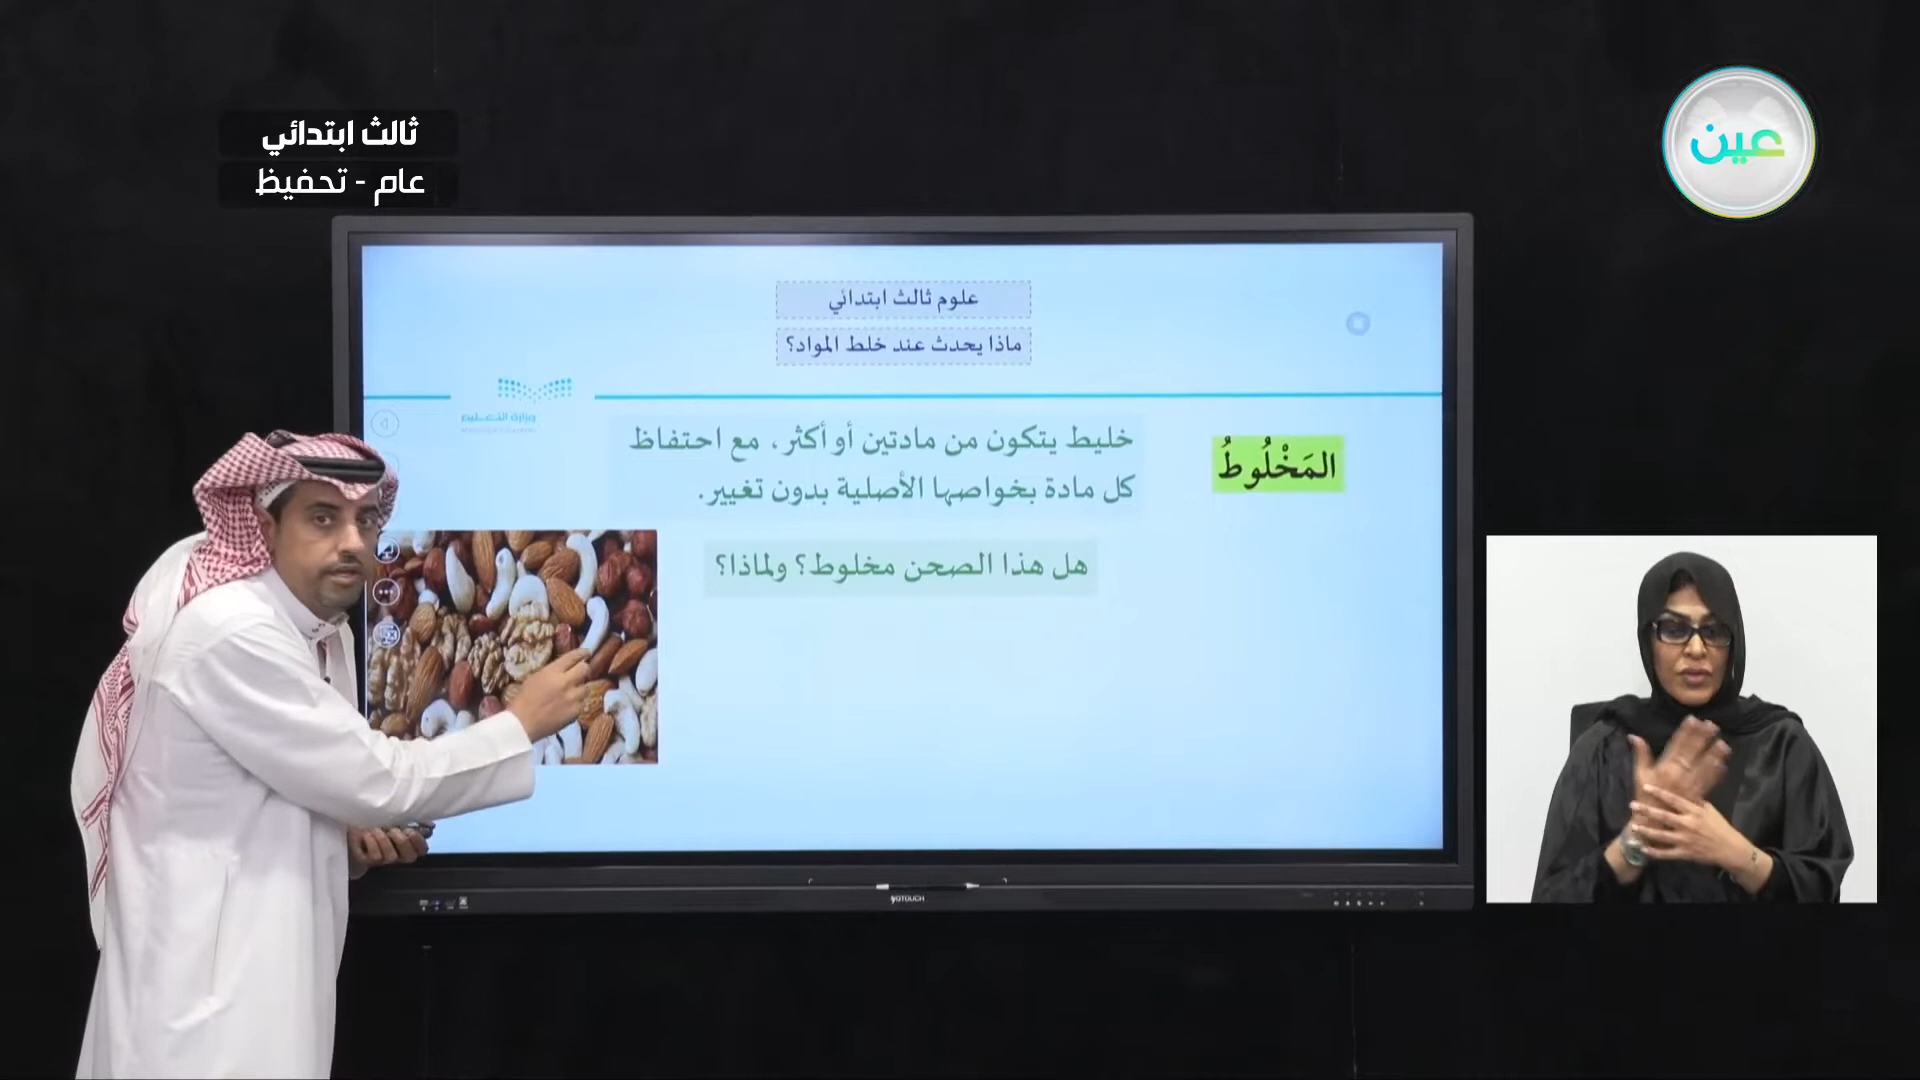 ثالث ابتدائي
عام - تحفيظ
عين
علوم ثالث ابتدائي
ماذا يحدث عند خلط المواد؟
وزارة التعليم
المَخْلُوطُ
خليط يتكون من مادتين أو أكثر، مع احتفاظ
كل مادة بخواصها الأصلية بدون تغيير.
هل هذا الصحن مخلوط؟ ولماذا؟